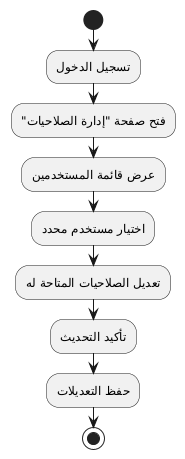 تسجيل الدخول
فتح صفحة "إدارة الصلاحيات"
عرض قائمة المستخدمين
اختيار مستخدم محدد
تعديل الصلاحيات المتاحة له
تأكيد التحديث
حفظ التعديلات